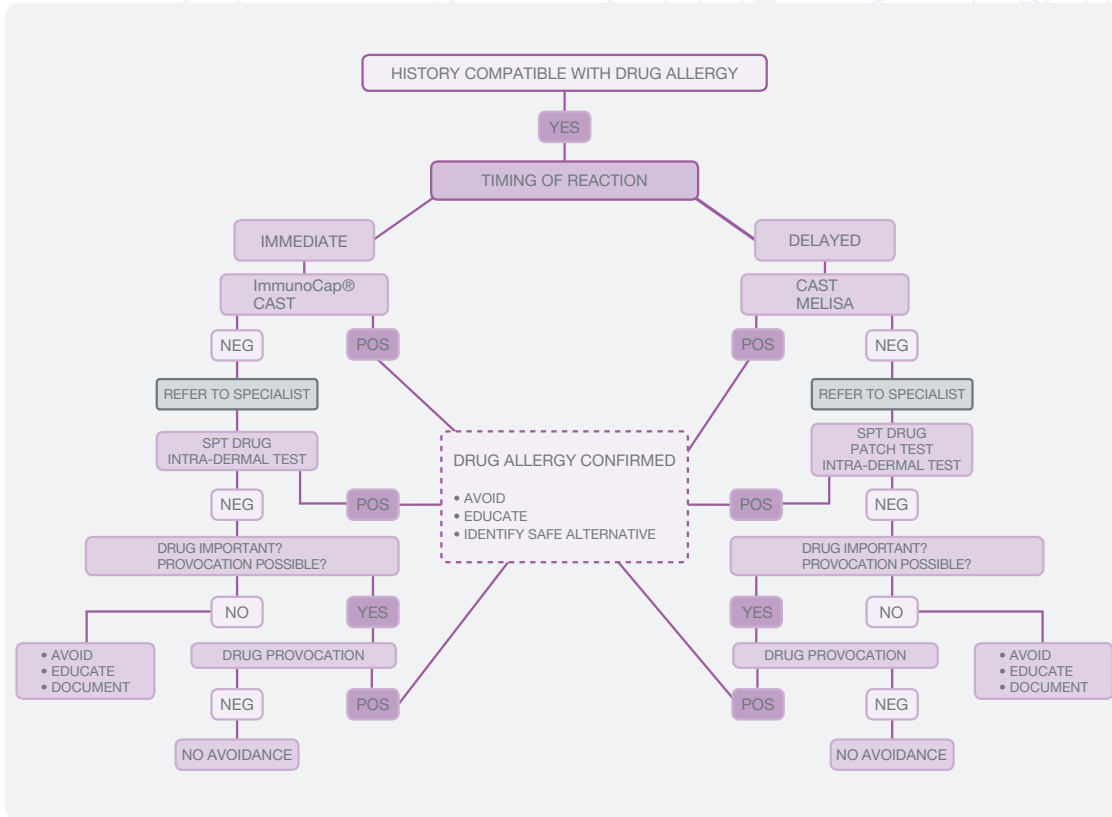 HISTORY COMPATIBLE WITH DRUG ALLERGY
YES
TIMING OF REACTION
IMMEDIATE
DELAYED
ImmunoCap®
CAST
CAST
MELISA
NEG
POS
POS
NEG
REFER TO SPECIALIST
REFER TO SPECIALIST
SPT DRUG
INTRA-DERMAL TEST
DRUG ALLERGY CONFIRMED
• AVOID
• EDUCATE
• IDENTIFY SAFE ALTERNATIVE
SPT DRUG
PATCH TEST
INTRA-DERMAL TEST
NEG
POS
POS
NEG
DRUG IMPORTANT?
PROVOCATION POSSIBLE?
DRUG IMPORTANT?
PROVOCATION POSSIBLE?
NO
YES
YES
NO
• AVOID
• EDUCATE
• DOCUMENT
DRUG PROVOCATION
DRUG PROVOCATION
• AVOID
• EDUCATE
• DOCUMENT
NEG
POS
POS
NEG
NO AVOIDANCE
NO AVOIDANCE